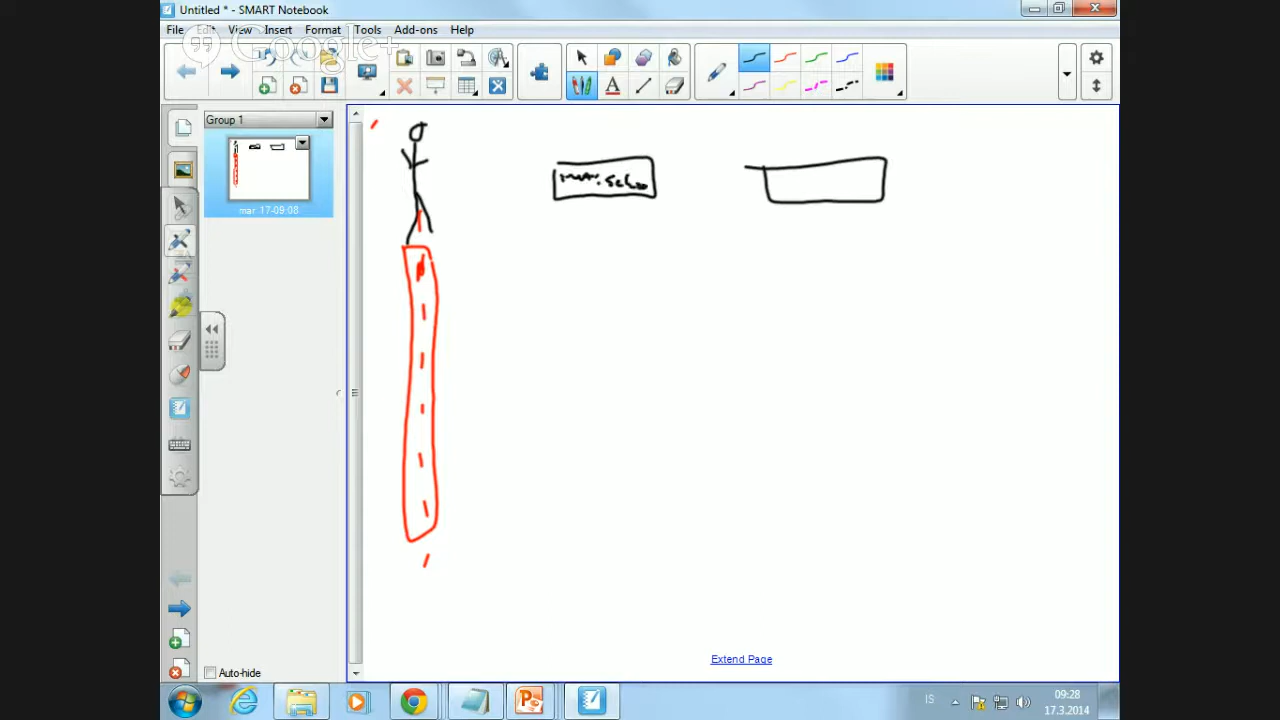 Untitled * - SMART Notebook
File Edit View Insert Format Tools Add-ons Help
Google+
Group 1
mar 17-09:08
Extend Page
Auto-hide
IS
09:28
17.3.2014